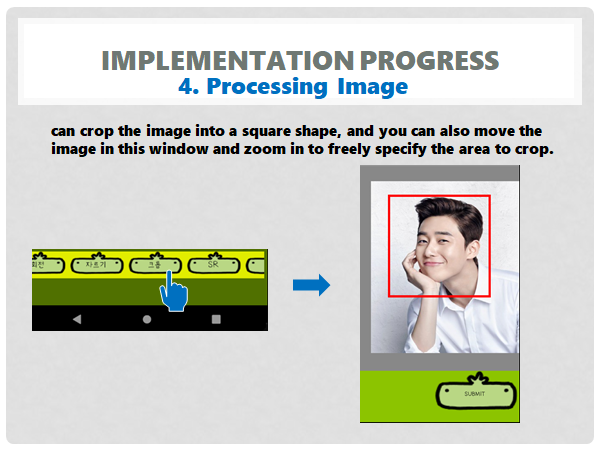 IMPLEMENTATION PROGRESS
4. Processing Image
can crop the image into a square shape, and you can also move the
image in this window and zoom in to freely specify the area to crop.
회전 자르기 크롭 SR
SUBMIT